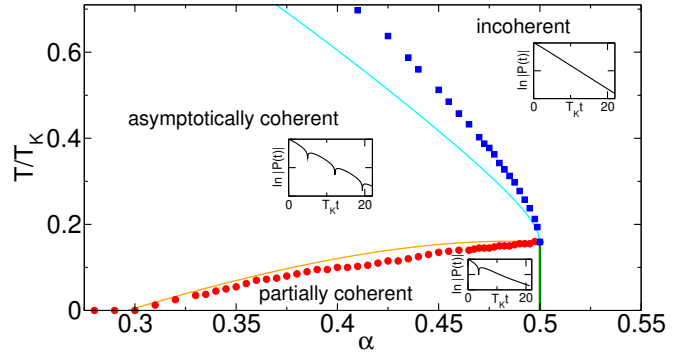 incoherent
ln |P(t)|
0 T_K t 20
asymptotically coherent
ln |P(t)|
0 T_K t 20
partially coherent
ln |P(t)|
0 T_K t 20
T/T_K
0.6
0.4
0.2
0
0.3 0.35 0.4 0.45 0.5 0.55
α